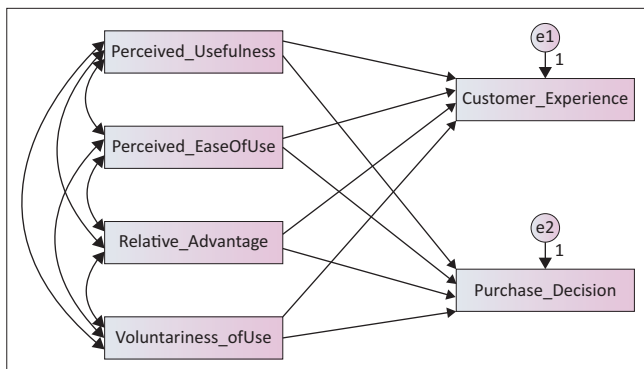 Perceived_Usefulness
Perceived_EaseOfUse
Relative_Advantage
Voluntariness_ofUse
e1
1
Customer_Experience
e2
1
Purchase_Decision